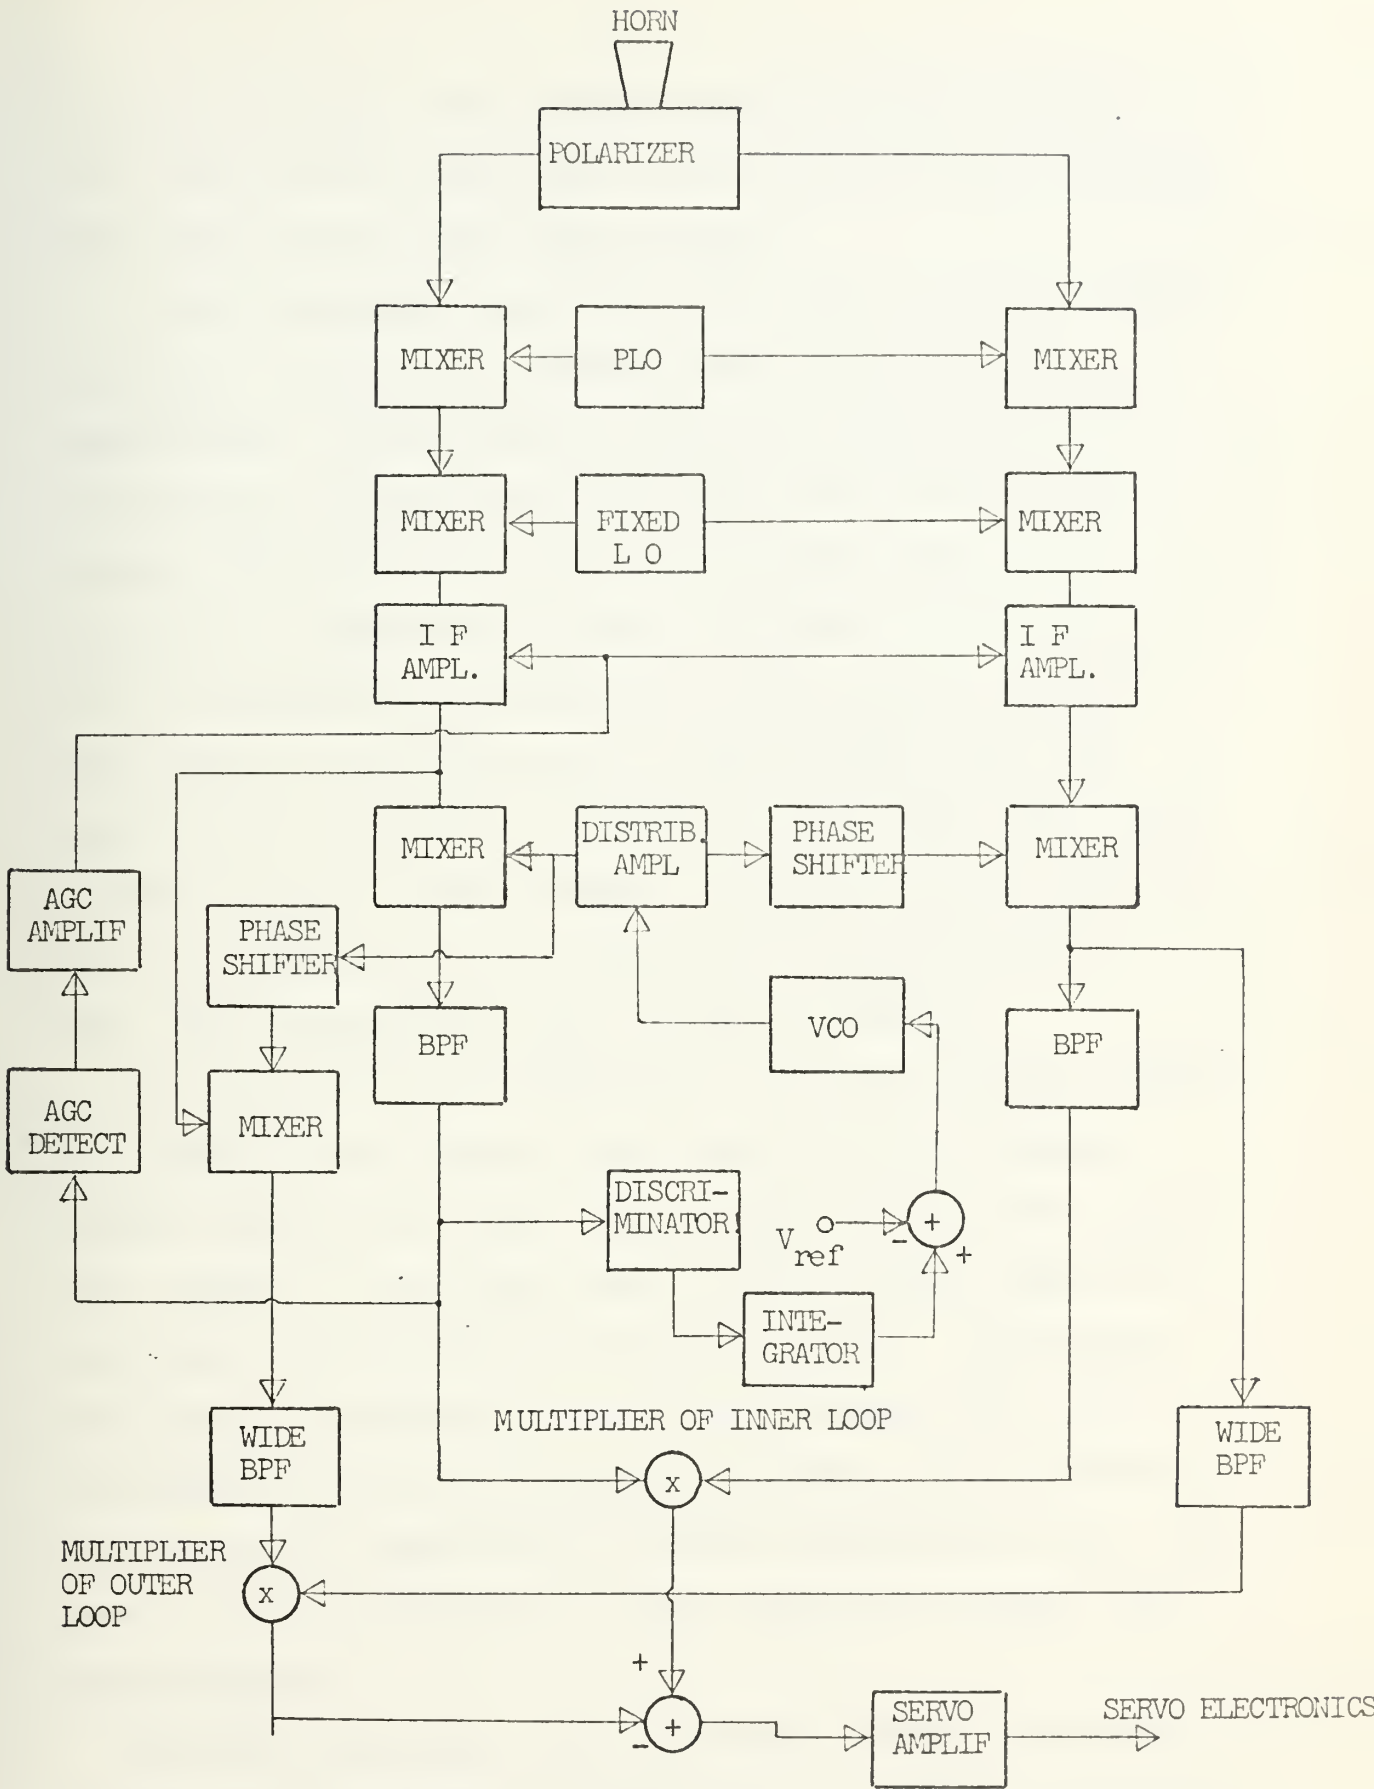 HORN
POLARIZER
MIXER
PLO
MIXER
MIXER
FIXED
L O
MIXER
I F
AMPL.
I F
AMPL.
MIXER
DISTRIB.
AMPL
PHASE
SHIFTER
MIXER
AGC
AMPLIF
PHASE
SHIFTER
BPF
VCO
BPF
AGC
DETECT
MIXER
DISCRI-
MINATOR
V ref
-
+
+
INTE-
GRATOR
MULTIPLIER OF INNER LOOP
WIDE
BPF
WIDE
BPF
x
MULTIPLIER
OF OUTER
LOOP
x
+
+
-
SERVO
AMPLIF
SERVO ELECTRONICS